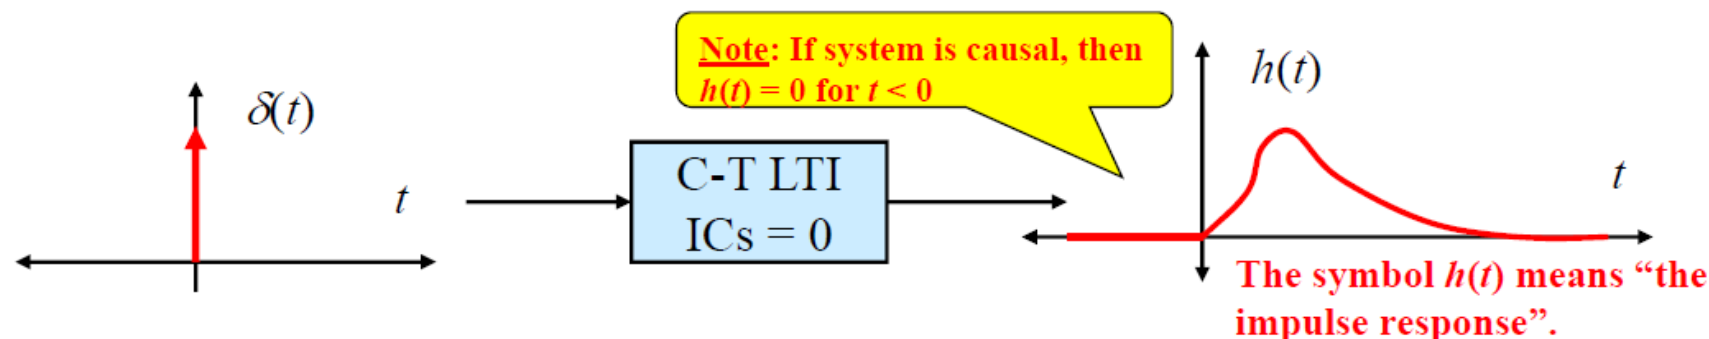 δ(t)
t
C-T LTI
ICs = 0
Note: If system is causal, then
h(t) = 0 for t < 0
h(t)
t
The symbol h(t) means “the
impulse response”.